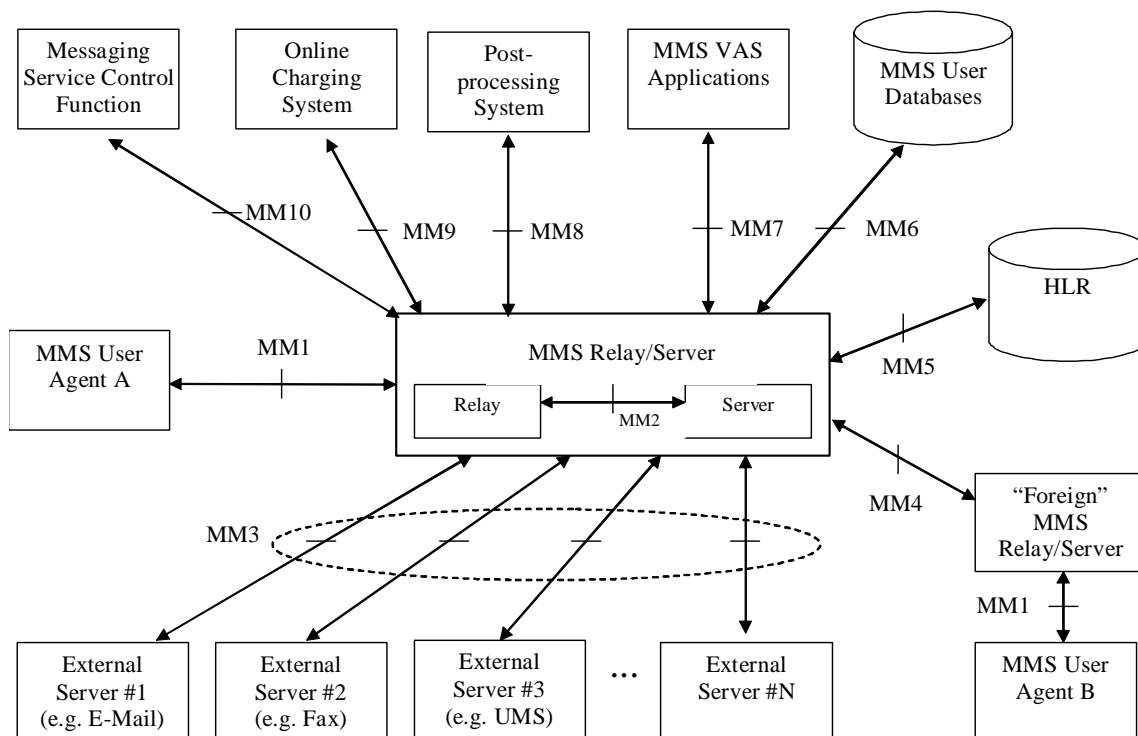 Messaging
Service Control
Function
Online
Charging
System
Post-
processing
System
MMS VAS
Applications
MMS User
Databases
MM10
MM9
MM8
MM7
MM6
HLR
MMS User
Agent A
MM1
MMS Relay/Server
Relay
MM2
Server
MM5
MM4
"Foreign"
MMS
Relay/Server
MM3
MM1
External
Server #1
(e.g. E-Mail)
External
Server #2
(e.g. Fax)
External
Server #3
(e.g. UMS)
...
External
Server #N
MMS User
Agent B